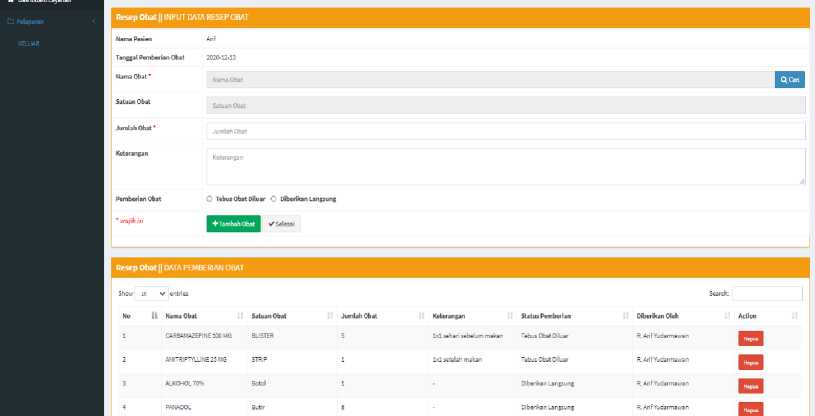 Pelayanan
KELUAR
Resep Obat || INPUT DATA RESEP OBAT
Nama Pasien Arif
Tanggal Pemberian Obat 2020-12-13
Nama Obat * Nama Obat Cari
Satuan Obat Satuan Obat
Jumlah Obat * Jumlah Obat
Keterangan Keterangan
Pemberian Obat Tebus Obat Diluar Diberikan Langsung
* wajib isi + Tambah Obat Selesai
Resep Obat || DATA PEMBERIAN OBAT
Show 10 entries Search:
No Nama Obat Satuan Obat Jumlah Obat Keterangan Status Pemberian Diberikan Oleh Action
1 CARBAMAZEPINE 200 MG BLISTER 5 1x1 sehari sebelum makan Tebus Obat Diluar R. Arif Yudarmawan Hapus
2 AMITRIPTYLLINE 25 MG STRIP 1 1x1 setelah makan Tebus Obat Diluar R. Arif Yudarmawan Hapus
3 ALKOHOL 70% Botol 1 - Diberikan Langsung R. Arif Yudarmawan Hapus
4 PANADOL Butir 6 - Diberikan Langsung R. Arif Yudarmawan Hapus